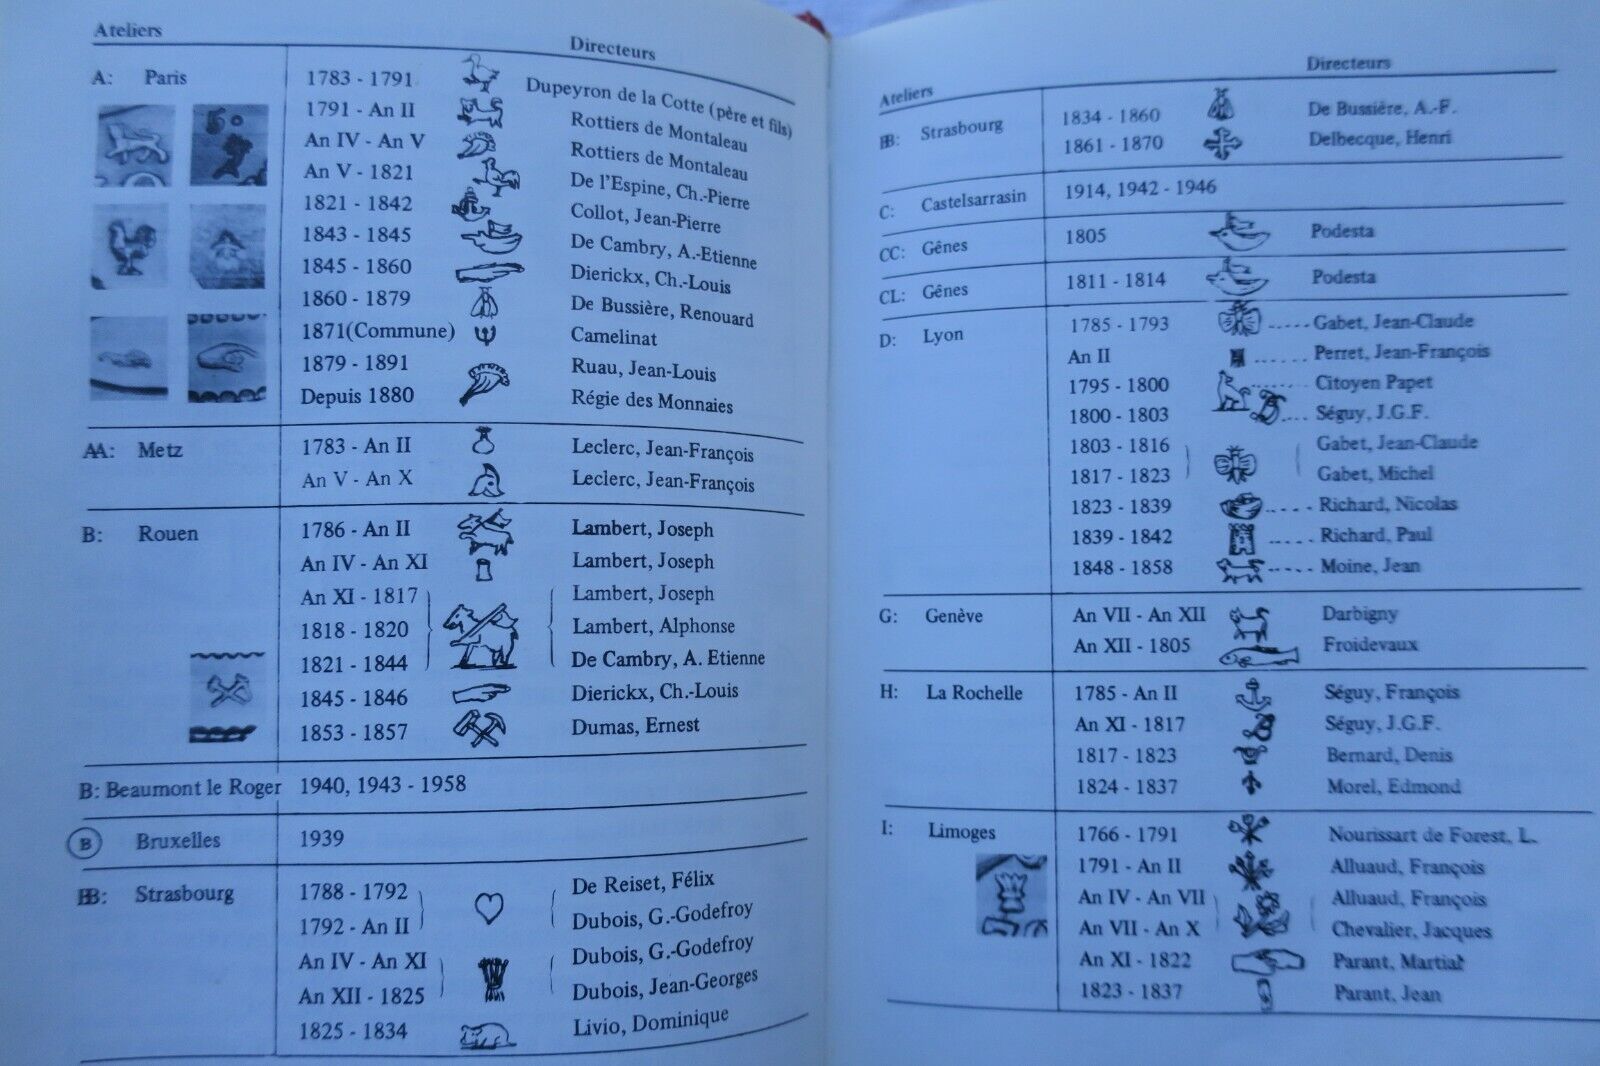 Ateliers Directeurs
A: Paris 1783 - 1791 Dupeyron de la Cotte (père et fils)
1791 - An II Rottiers de Montaleau
An IV - An V Rottiers de Montaleau
An V - 1821 De l'Espine, Ch.-Pierre
1821 - 1842 Collot, Jean-Pierre
1843 - 1845 De Cambry, A.-Etienne
1845 - 1860 Dierickx, Ch.-Louis
1860 - 1879 De Bussière, Renouard
1871(Commune) Camelinat
1879 - 1891 Ruau, Jean-Louis
Depuis 1880 Régie des Monnaies
AA: Metz 1783 - An II Leclerc, Jean-François
An V - An X Leclerc, Jean-François
B: Rouen 1786 - An II Lambert, Joseph
An IV - An XI Lambert, Joseph
An XI - 1817 Lambert, Joseph
1818 - 1820 Lambert, Alphonse
1821 - 1844 De Cambry, A. Etienne
1845 - 1846 Dierickx, Ch.-Louis
1853 - 1857 Dumas, Ernest
B: Beaumont le Roger 1940, 1943 - 1958
B Bruxelles 1939
BB: Strasbourg 1788 - 1792 De Reiset, Félix
1792 - An II Dubois, G.-Godefroy
An IV - An XI Dubois, G.-Godefroy
An XII - 1825 Dubois, Jean-Georges
1825 - 1834 Livio, Dominique
Ateliers Directeurs
BB: Strasbourg 1834 - 1860 De Bussière, A.-F.
1861 - 1870 Delbecque, Henri
C: Castelsarrasin 1914, 1942 - 1946
CC: Gênes 1805 Podesta
CL: Gênes 1811 - 1814 Podesta
D: Lyon 1785 - 1793 ..... Gabet, Jean-Claude
An II ...... Perret, Jean-François
1795 - 1800 ...... Citoyen Papet
1800 - 1803 .... Séguy, J.G.F.
1803 - 1816 Gabet, Jean-Claude
1817 - 1823 Gabet, Michel
1823 - 1839 ..... Richard, Nicolas
1839 - 1842 ..... Richard, Paul
1848 - 1858 ..... Moine, Jean
G: Genève An VII - An XII Darbigny
An XII - 1805 Froidevaux
H: La Rochelle 1785 - An II Séguy, François
An XI - 1817 Séguy, J.G.F.
1817 - 1823 Bernard, Denis
1824 - 1837 Morel, Edmond
I: Limoges 1766 - 1791 Nourissart de Forest, L.
1791 - An II Alluaud, François
An IV - An VII Alluaud, François
An VII - An X Chevalier, Jacques
An XI - 1822 Parant, Martial
1823 - 1837 Parant, Jean